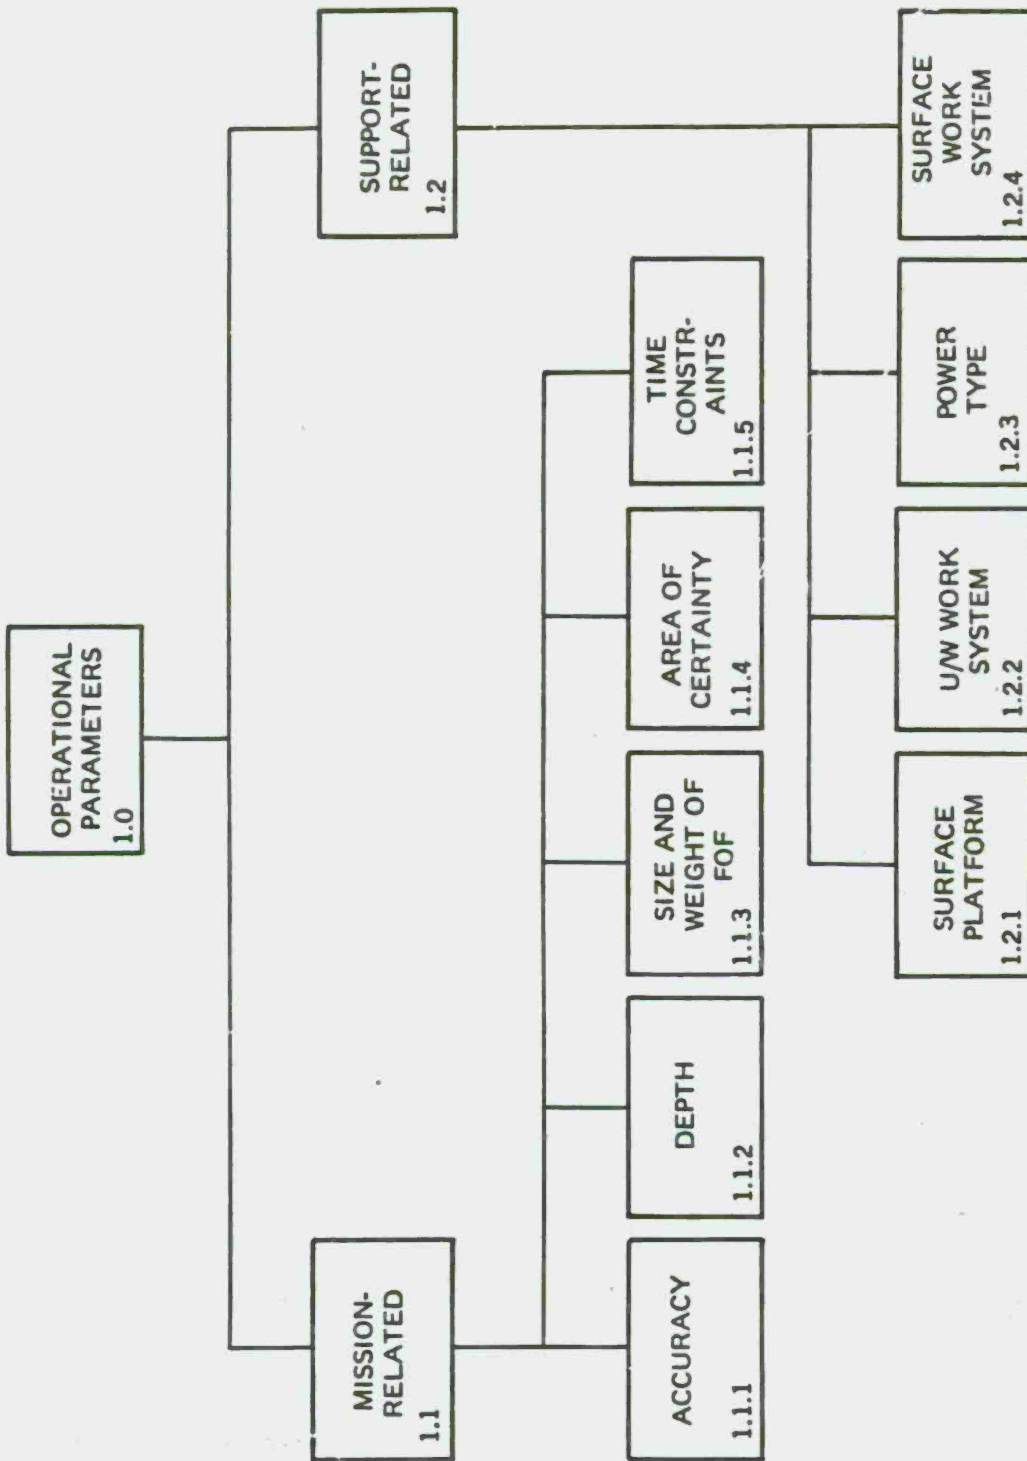 OPERATIONAL
PARAMETERS
1.0
MISSION-
RELATED
1.1
SUPPORT-
RELATED
1.2
ACCURACY
1.1.1
DEPTH
1.1.2
SIZE AND
WEIGHT OF
FOF
1.1.3
AREA OF
CERTAINTY
1.1.4
TIME
CONSTR-
AINTS
1.1.5
SURFACE
PLATFORM
1.2.1
U/W WORK
SYSTEM
1.2.2
POWER
TYPE
1.2.3
SURFACE
WORK
SYSTEM
1.2.4